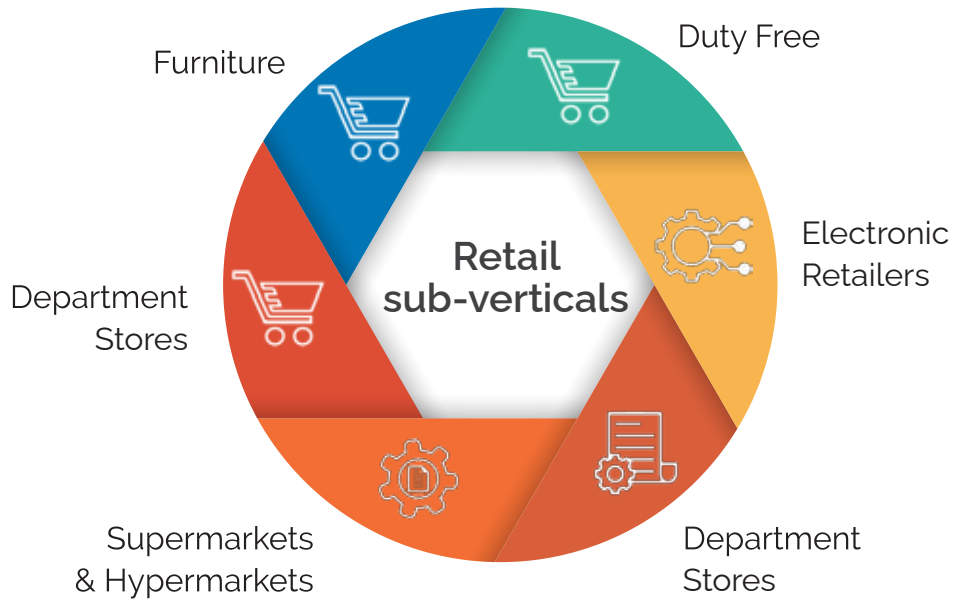 Furniture
Duty Free
Electronic
Retailers
Retail
sub-verticals
Department
Stores
Supermarkets
& Hypermarkets
Department
Stores